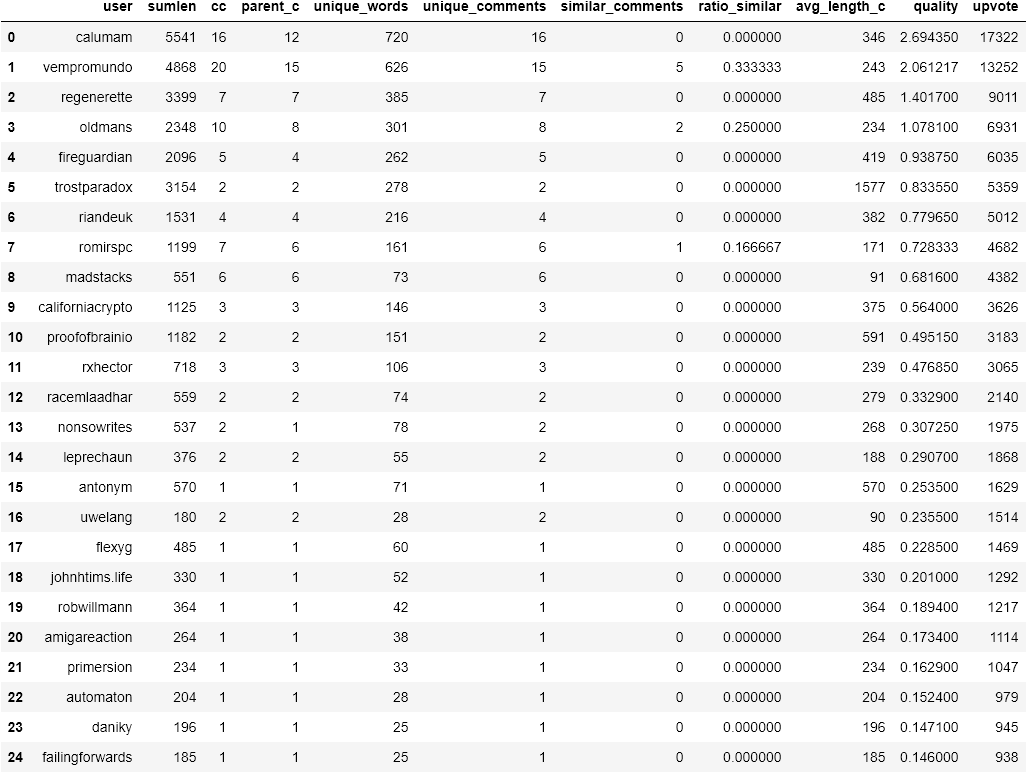 user sumlen cc parent_c unique_words unique_comments similar_comments ratio_similar avg_length_c quality upvote
0 calumam 5541 16 12 720 16 0 0.000000 346 2.694350 17322
1 vempromundo 4868 20 15 626 15 5 0.333333 243 2.061217 13252
2 regenerette 3399 7 7 385 7 0 0.000000 485 1.401700 9011
3 oldmans 2348 10 8 301 8 2 0.250000 234 1.078100 6931
4 fireguardian 2096 5 4 262 5 0 0.000000 419 0.938750 6035
5 trostparadox 3154 2 2 278 2 0 0.000000 1577 0.833550 5359
6 riandeuk 1531 4 4 216 4 0 0.000000 382 0.779650 5012
7 romirspc 1199 7 6 161 6 1 0.166667 171 0.728333 4682
8 madstacks 551 6 6 73 6 0 0.000000 91 0.681600 4382
9 californiacrypto 1125 3 3 146 3 0 0.000000 375 0.564000 3626
10 proofofbrainio 1182 2 2 151 2 0 0.000000 591 0.495150 3183
11 rxhector 718 3 3 106 3 0 0.000000 239 0.476850 3065
12 racemlaadhar 559 2 2 74 2 0 0.000000 279 0.332900 2140
13 nonsowrites 537 2 1 78 2 0 0.000000 268 0.307250 1975
14 leprechaun 376 2 2 55 2 0 0.000000 188 0.290700 1868
15 antonym 570 1 1 71 1 0 0.000000 570 0.253500 1629
16 uwelang 180 2 2 28 2 0 0.000000 90 0.235500 1514
17 flexyg 485 1 1 60 1 0 0.000000 485 0.228500 1469
18 johnhtims.life 330 1 1 52 1 0 0.000000 330 0.201000 1292
19 robwillmann 364 1 1 42 1 0 0.000000 364 0.189400 1217
20 amigareaction 264 1 1 38 1 0 0.000000 264 0.173400 1114
21 primersion 234 1 1 33 1 0 0.000000 234 0.162900 1047
22 automaton 204 1 1 28 1 0 0.000000 204 0.152400 979
23 daniky 196 1 1 25 1 0 0.000000 196 0.147100 945
24 failingforwards 185 1 1 25 1 0 0.000000 185 0.146000 938